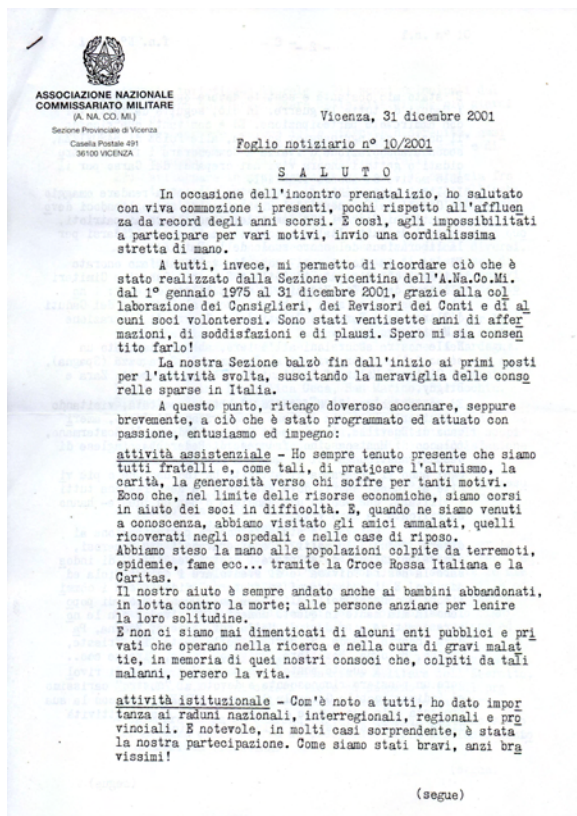 ASSOCIAZIONE NAZIONALE
COMMISSARIATO MILITARE
(A. NA. CO. MI.)
Sezione Provinciale di Vicenza
Casella Postale 491
36100 VICENZA
Vicenza, 31 dicembre 2001
Foglio notiziario n° 10/2001
S A L U T O
In occasione dell'incontro prenatalizio, ho salutato
con viva commozione i presenti, pochi rispetto all'affluen
za da record degli anni scorsi. E così, agli impossibilitati
a partecipare per vari motivi, invio una cordialissima
stretta di mano.
A tutti, invece, mi permetto di ricordare ciò che è
stato realizzato dalla Sezione vicentina dell'A.Na.Co.Mi.
dal 1° gennaio 1975 al 31 dicembre 2001, grazie alla col
laborazione dei Consiglieri, dei Revisori dei Conti e di al
cuni soci volonterosi. Sono stati ventisette anni di affer
mazioni, di soddisfazioni e di plausi. Spero mi sia consen
tito farlo!
La nostra Sezione balzò fin dall'inizio ai primi posti
per l'attività svolta, suscitando la meraviglia delle conso
relle sparse in Italia.
A questo punto, ritengo doveroso accennare, seppure
brevemente, a ciò che è stato programmato ed attuato con
passione, entusiasmo ed impegno:
attività assistenziale - Ho sempre tenuto presente che siamo
tutti fratelli e, come tali, di praticare l'altruismo, la
carità, la generosità verso chi soffre per tanti motivi.
Ecco che, nel limite delle risorse economiche, siamo corsi
in aiuto dei soci in difficoltà. E, quando ne siamo venuti
a conoscenza, abbiamo visitato gli amici ammalati, quelli
ricoverati negli ospedali e nelle case di riposo.
Abbiamo steso la mano alle popolazioni colpite da terremoti,
epidemie, fame ecc... tramite la Croce Rossa Italiana e la
Caritas.
Il nostro aiuto è sempre andato anche ai bambini abbandonati,
in lotta contro la morte; alle persone anziane per lenire
la loro solitudine.
E non ci siamo mai dimenticati di alcuni enti pubblici e pri
vati che operano nella ricerca e nella cura di gravi malat
tie, in memoria di quei nostri consoci che, colpiti da tali
malanni, persero la vita.
attività istituzionale - Com'è noto a tutti, ho dato impor
tanza ai raduni nazionali, interregionali, regionali e pro
vinciali. E notevole, in molti casi sorprendente, è stata
la nostra partecipazione. Come siamo stati bravi, anzi bra
vissimi!
(segue)